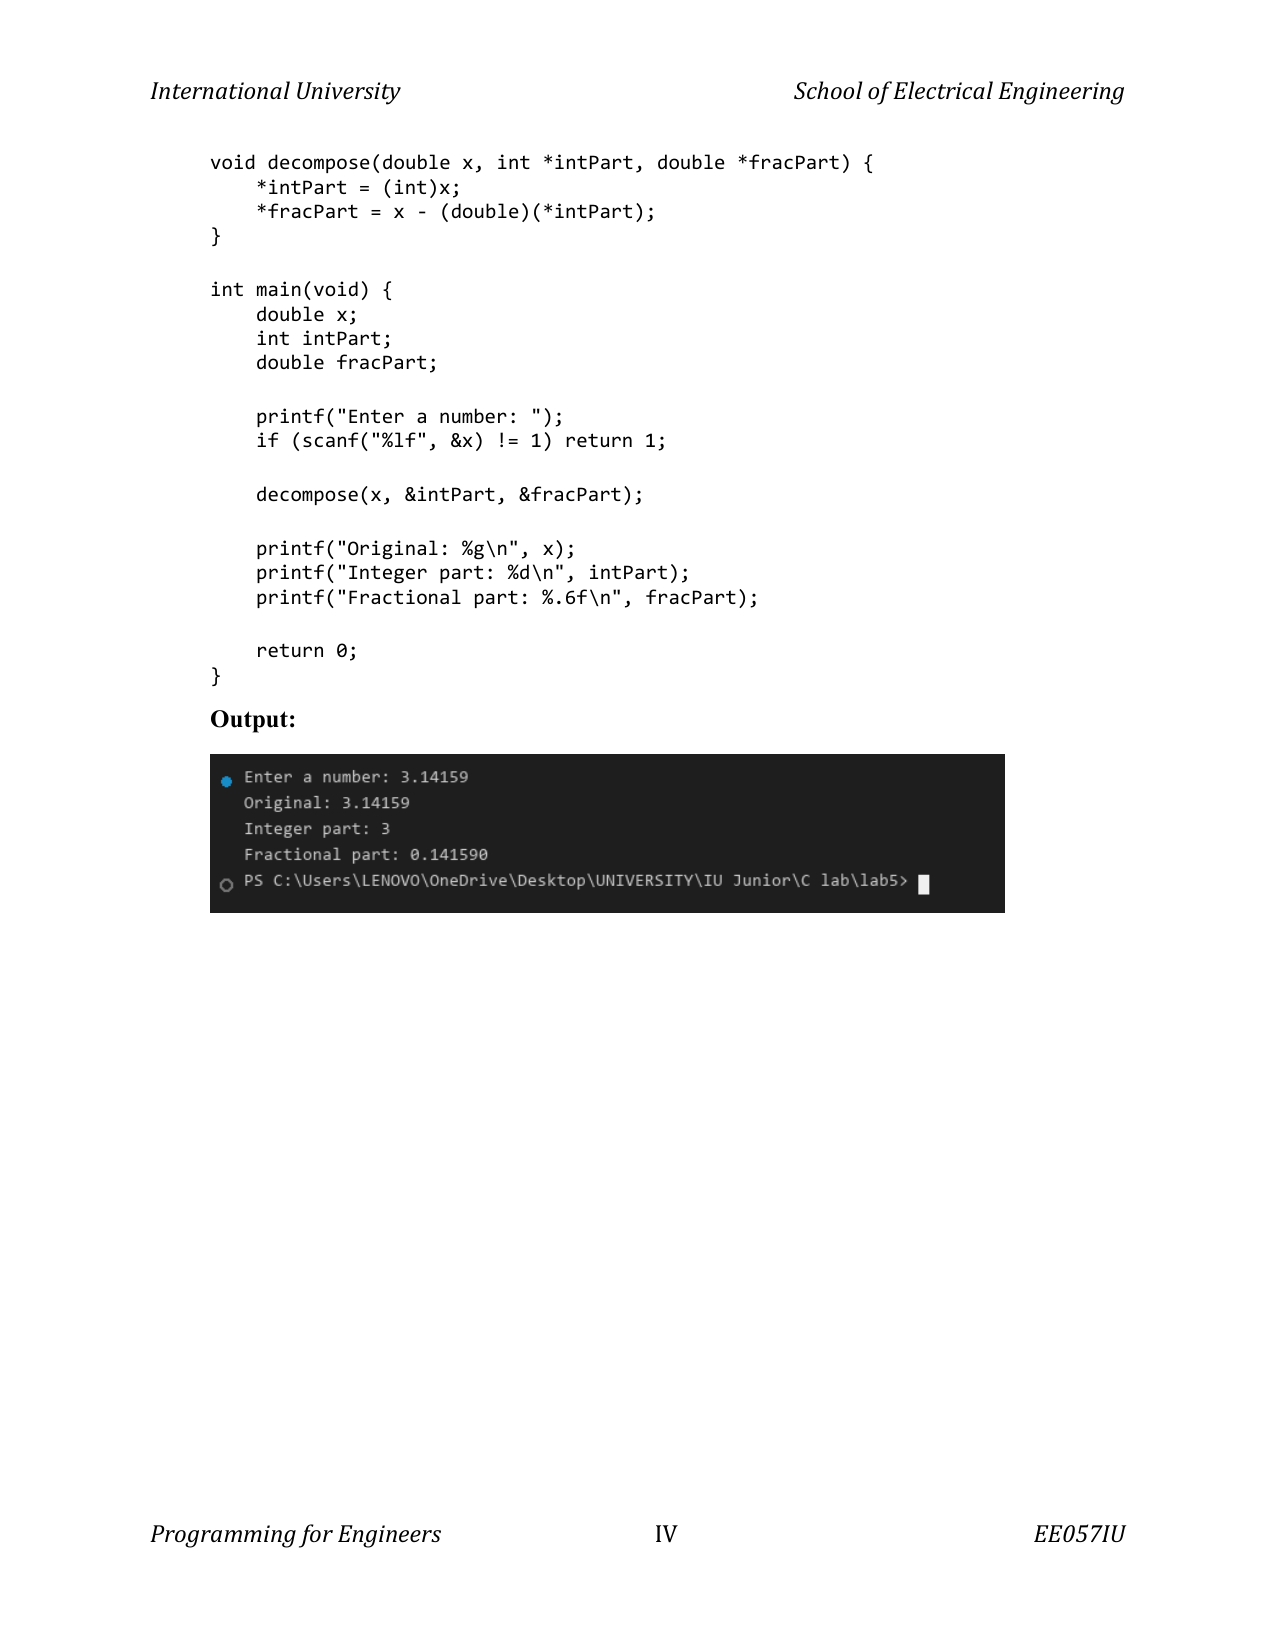 International University School of Electrical Engineering
void decompose(double x, int *intPart, double *fracPart) {
    *intPart = (int)x;
    *fracPart = x - (double)(*intPart);
}
int main(void) {
    double x;
    int intPart;
    double fracPart;
    printf("Enter a number: ");
    if (scanf("%lf", &x) != 1) return 1;
    decompose(x, &intPart, &fracPart);
    printf("Original: %g\n", x);
    printf("Integer part: %d\n", intPart);
    printf("Fractional part: %.6f\n", fracPart);
    return 0;
}
Output:
Enter a number: 3.14159
Original: 3.14159
Integer part: 3
Fractional part: 0.141590
PS C:\Users\LENOVO\OneDrive\Desktop\UNIVERSITY\IU Junior\C lab\lab5>
Programming for Engineers IV EE057IU